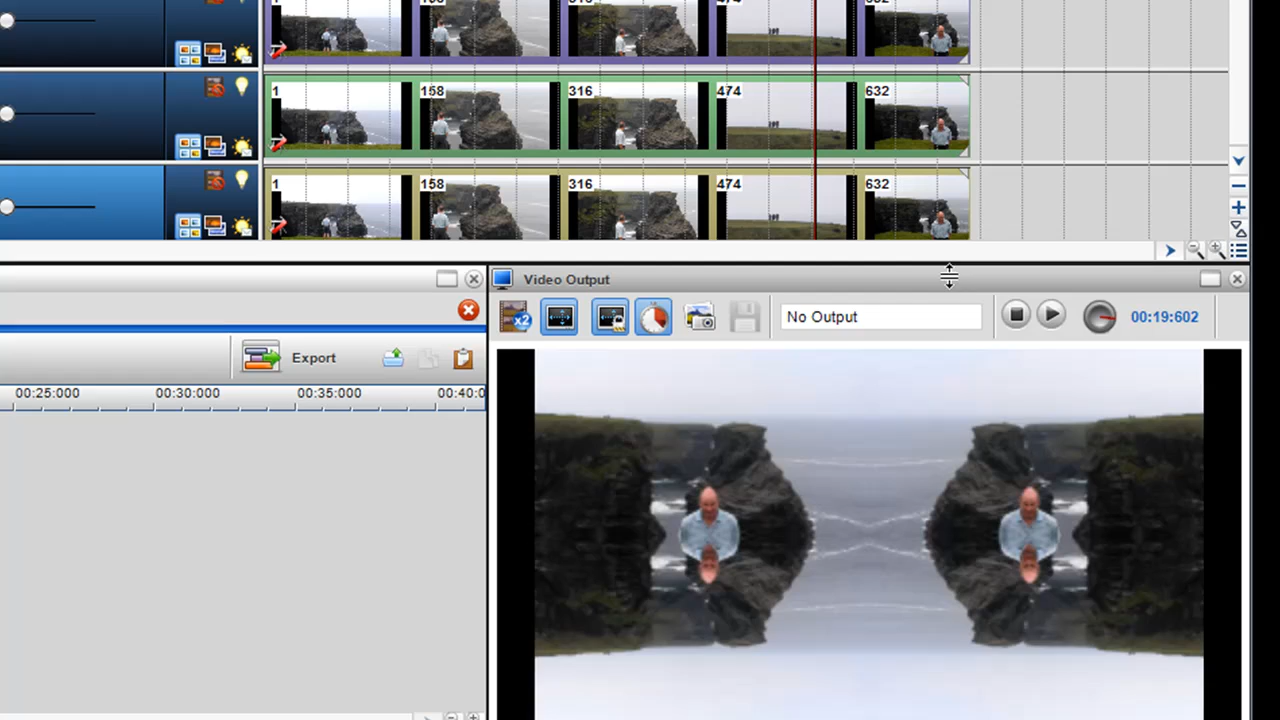 158 316 474 632
1 158 316 474 632
1 158 316 474 632
Video Output
x2 No Output 00:19:602
Export
00:25:000 00:30:000 00:35:000 00:40:0